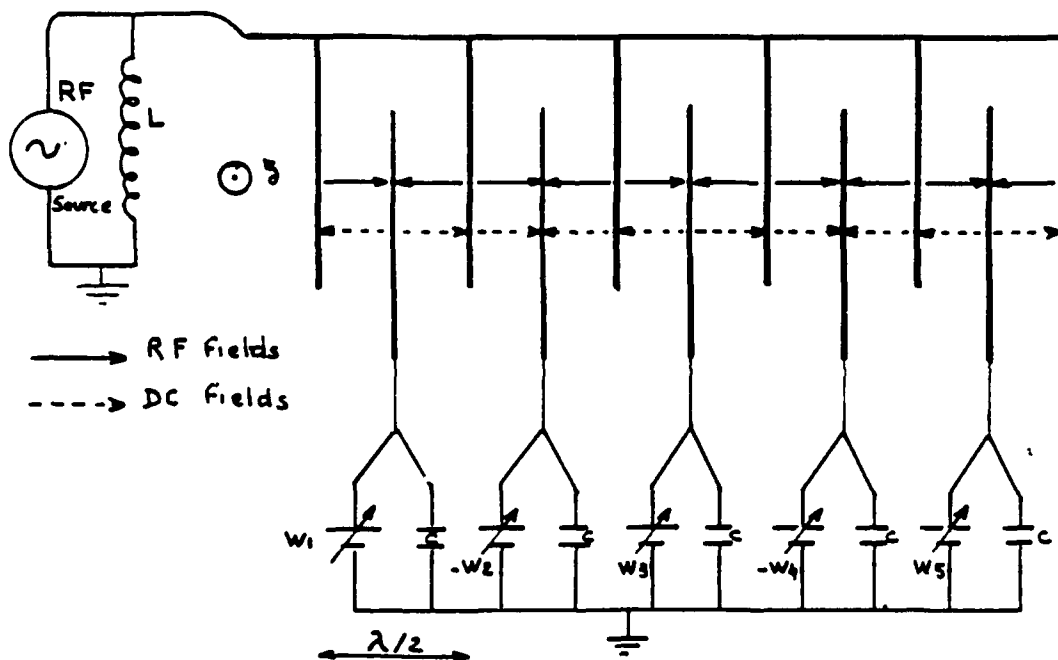 RF
L
Source
ξ
RF fields
DC fields
W1
C
-W2
C
W3
C
-W4
C
W5
C
λ/2